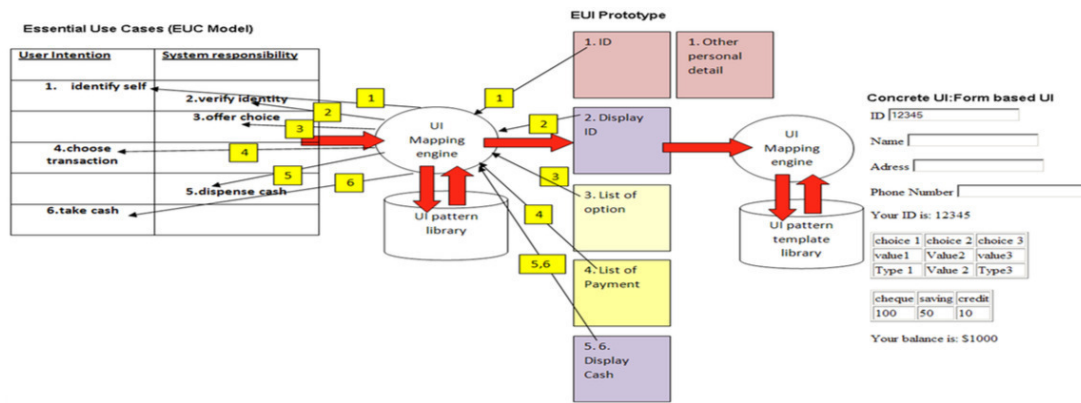 Essential Use Cases (EUC Model)
User Intention
System responsibility
1. identify self
2.verify identity
3.offer choice
4.choose
transaction
5.dispense cash
6.take cash
1
2
3
4
5
6
UI
Mapping
engine
UI pattern
library
EUI Prototype
1
2
3
4
5,6
1. ID
1. Other
personal
detail
2. Display
ID
3. List of
option
4. List of
Payment
5. 6.
Display
Cash
UI
Mapping
engine
UI pattern
template
library
Concrete UI:Form based UI
ID 12345
Name
Adress
Phone Number
Your ID is: 12345
choice 1 choice 2 choice 3
value1 Value2 value3
Type 1 Value 2 Type3
cheque saving credit
100 50 10
Your balance is: $1000